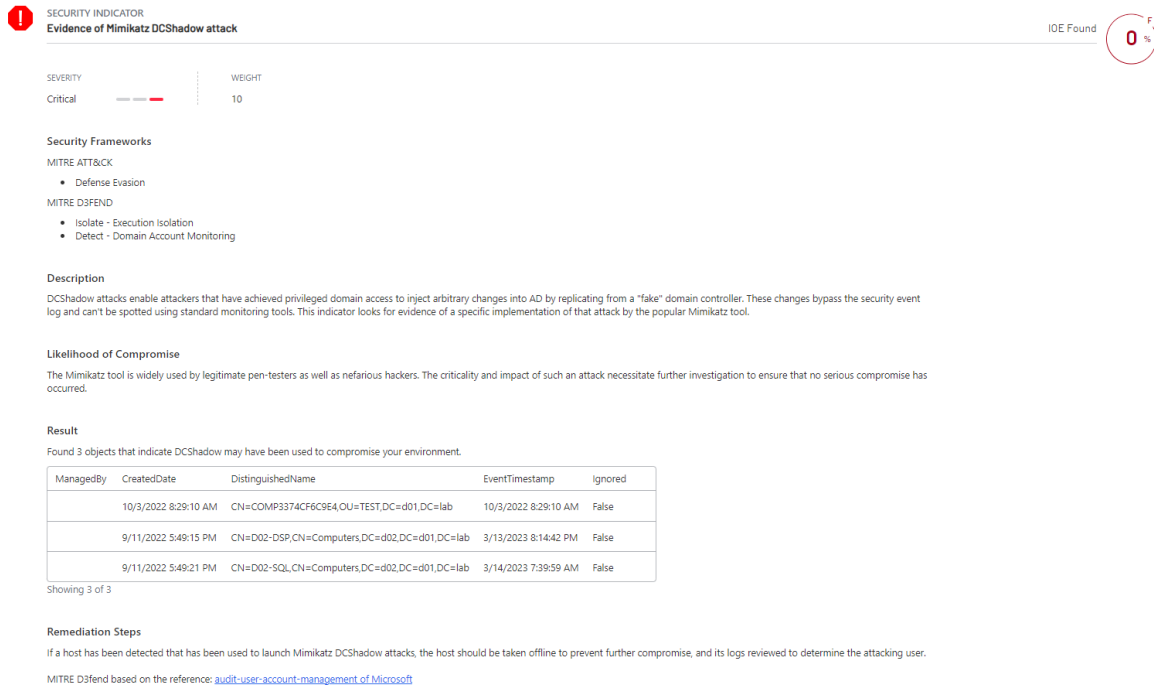 !
SECURITY INDICATOR
Evidence of Mimikatz DCShadow attack
IOE Found
F
0 %
SEVERITY WEIGHT
Critical 10
Security Frameworks
MITRE ATT&CK
• Defense Evasion
MITRE D3FEND
• Isolate - Execution Isolation
• Detect - Domain Account Monitoring
Description
DCShadow attacks enable attackers that have achieved privileged domain access to inject arbitrary changes into AD by replicating from a "fake" domain controller. These changes bypass the security event
log and can't be spotted using standard monitoring tools. This indicator looks for evidence of a specific implementation of that attack by the popular Mimikatz tool.
Likelihood of Compromise
The Mimikatz tool is widely used by legitimate pen-testers as well as nefarious hackers. The criticality and impact of such an attack necessitate further investigation to ensure that no serious compromise has
occurred.
Result
Found 3 objects that indicate DCShadow may have been used to compromise your environment.
ManagedBy CreatedDate DistinguishedName EventTimestamp Ignored
10/3/2022 8:29:10 AM CN=COMP3374CF6C9E4,OU=TEST,DC=d01,DC=lab 10/3/2022 8:29:10 AM False
9/11/2022 5:49:15 PM CN=D02-DSP,CN=Computers,DC=d02,DC=d01,DC=lab 3/13/2023 8:14:42 PM False
9/11/2022 5:49:21 PM CN=D02-SQL,CN=Computers,DC=d02,DC=d01,DC=lab 3/14/2023 7:39:59 AM False
Showing 3 of 3
Remediation Steps
If a host has been detected that has been used to launch Mimikatz DCShadow attacks, the host should be taken offline to prevent further compromise, and its logs reviewed to determine the attacking user.
MITRE D3fend based on the reference: audit-user-account-management of Microsoft